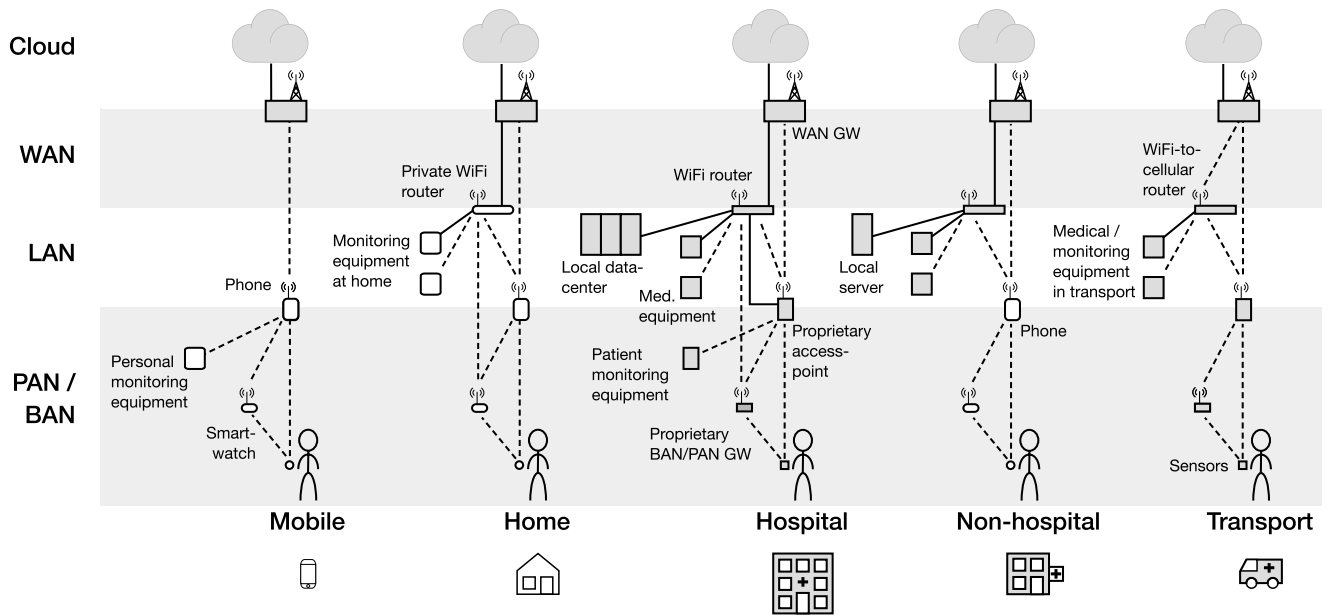 Cloud
WAN
LAN
PAN /
BAN
Phone
Personal
monitoring
equipment
Smart-
watch
Mobile
Private WiFi
router
Monitoring
equipment
at home
Home
WAN GW
WiFi router
Local data-
center
Med.
equipment
Proprietary
access-
point
Patient
monitoring
equipment
Proprietary
BAN/PAN GW
Hospital
Local
server
Phone
Non-hospital
WiFi-to-
cellular
router
Medical /
monitoring
equipment
in transport
Sensors
Transport